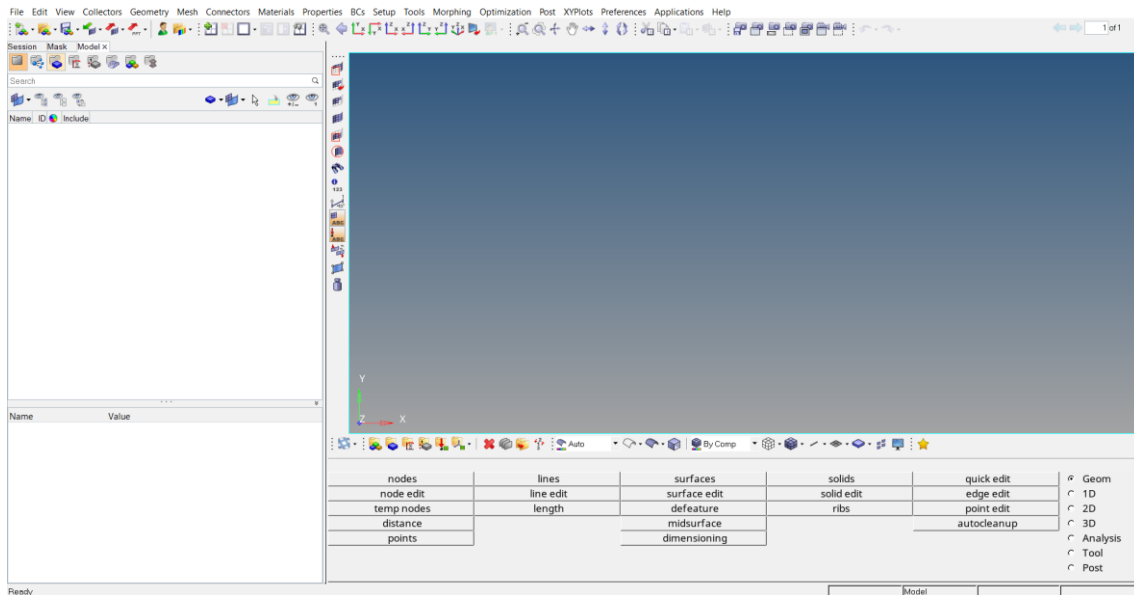 File Edit View Collectors Geometry Mesh Connectors Materials Properties BCs Setup Tools Morphing Optimization Post XYPlots Preferences Applications Help
1 of 1
Session Mask Model ×
Search
Name ID Include
123
ABC
ABC
Y
Z X
Name Value
Auto By Comp
nodes lines surfaces solids quick edit Geom
node edit line edit surface edit solid edit edge edit 1D
temp nodes length defeature ribs point edit 2D
distance midsurface autocleanup 3D
points dimensioning Analysis
Tool
Post
Ready Model